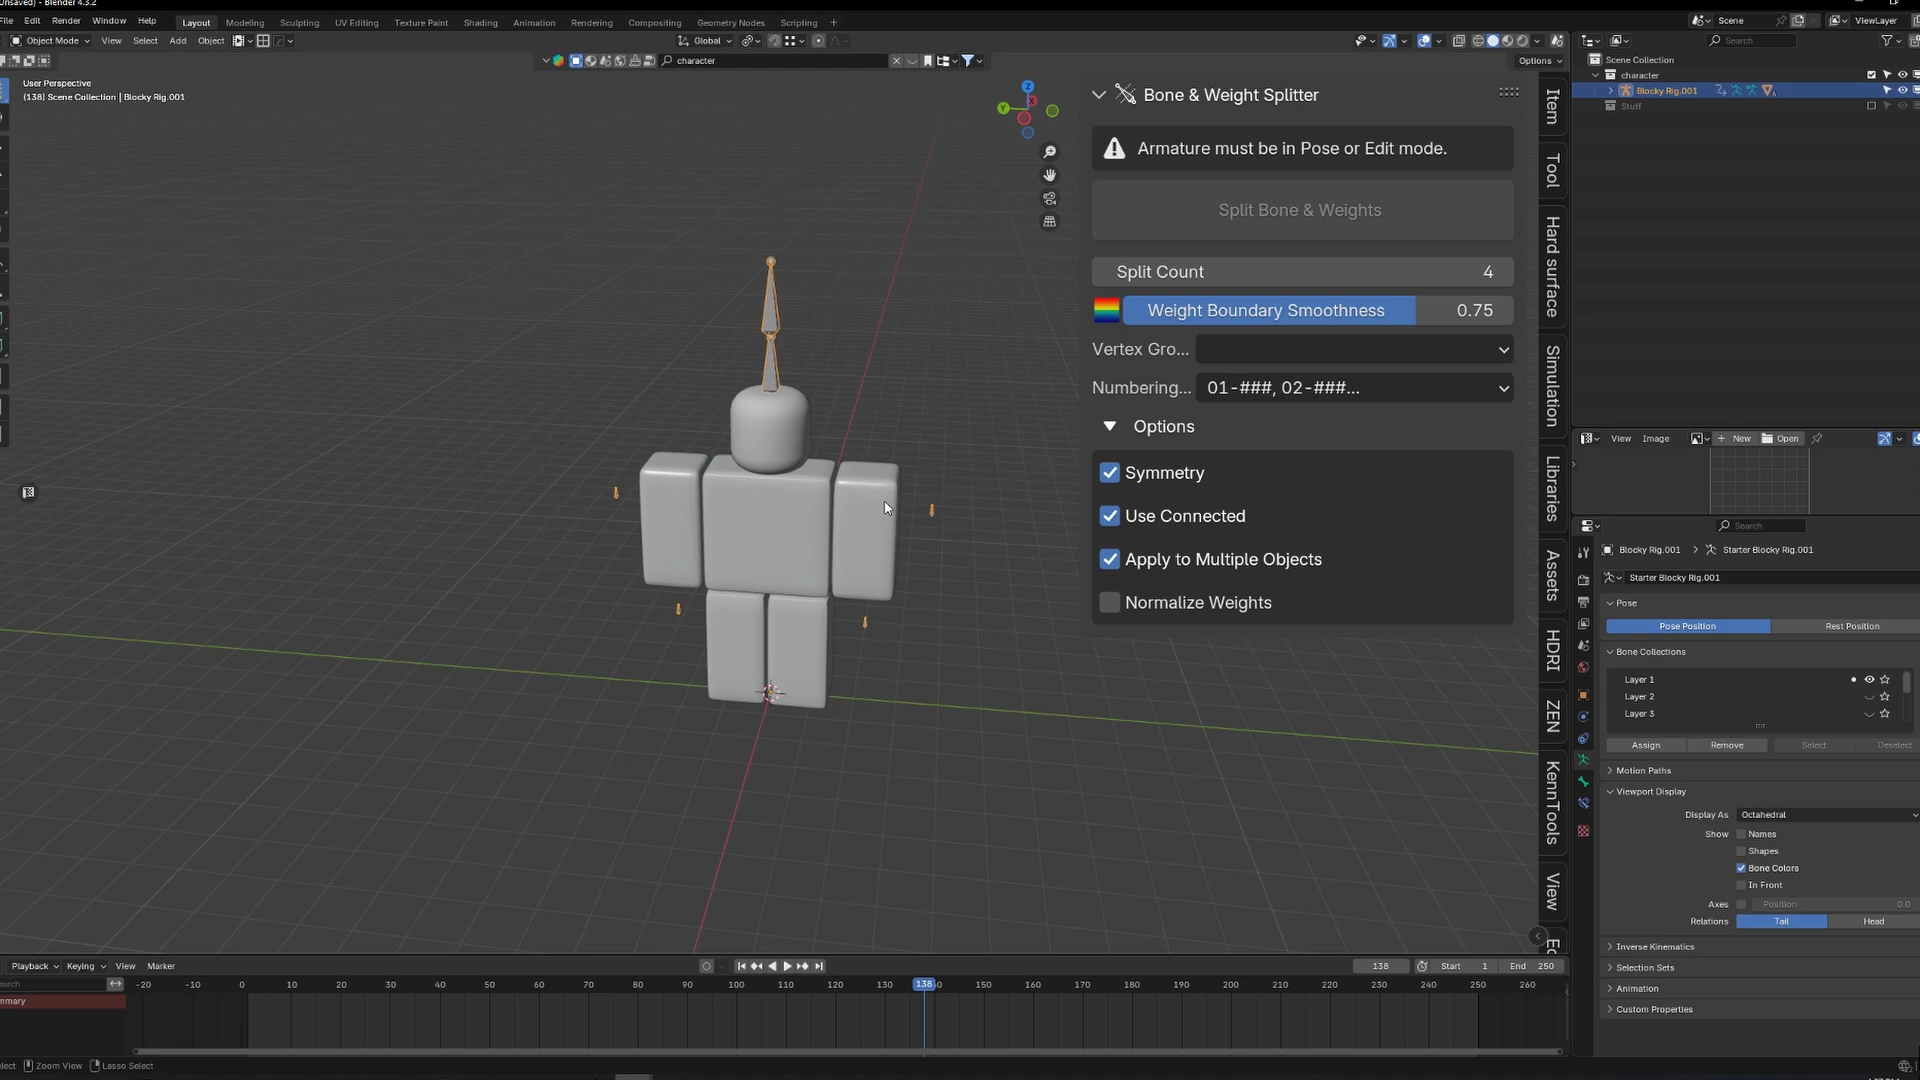 (Unsaved) - Blender 4.3.2
File Edit Render Window Help Layout Modeling Sculpting UV Editing Texture Paint Shading Animation Rendering Compositing Geometry Nodes Scripting + Scene ViewLayer
Object Mode View Select Add Object Global Search
character Options
User Perspective
(138) Scene Collection | Blocky Rig.001
Z
Y
X
Bone & Weight Splitter
Armature must be in Pose or Edit mode.
Split Bone & Weights
Split Count 4
Weight Boundary Smoothness 0.75
Vertex Gro...
Numbering... 01-###, 02-###...
Options
Symmetry
Use Connected
Apply to Multiple Objects
Normalize Weights
Item
Tool
Hard surface
Simulation
Libraries
Assets
HDRI
ZEN
KennTools
View
Scene Collection
character
Blocky Rig.001
Stuff
View Image New Open
Search
Blocky Rig.001 > Starter Blocky Rig.001
Starter Blocky Rig.001
Pose
Pose Position Rest Position
Bone Collections
Layer 1
Layer 2
Layer 3
Assign Remove Select Deselect
Motion Paths
Viewport Display
Display As Octahedral
Show Names
Shapes
Bone Colors
In Front
Axes Position 0.0
Relations Tail Head
Inverse Kinematics
Selection Sets
Animation
Custom Properties
Playback Keying View Marker 138 Start 1 End 250
-20 -10 0 10 20 30 40 50 60 70 80 90 100 110 120 130 138 150 160 170 180 190 200 210 220 230 240 250 260
Zoom View Lasso Select